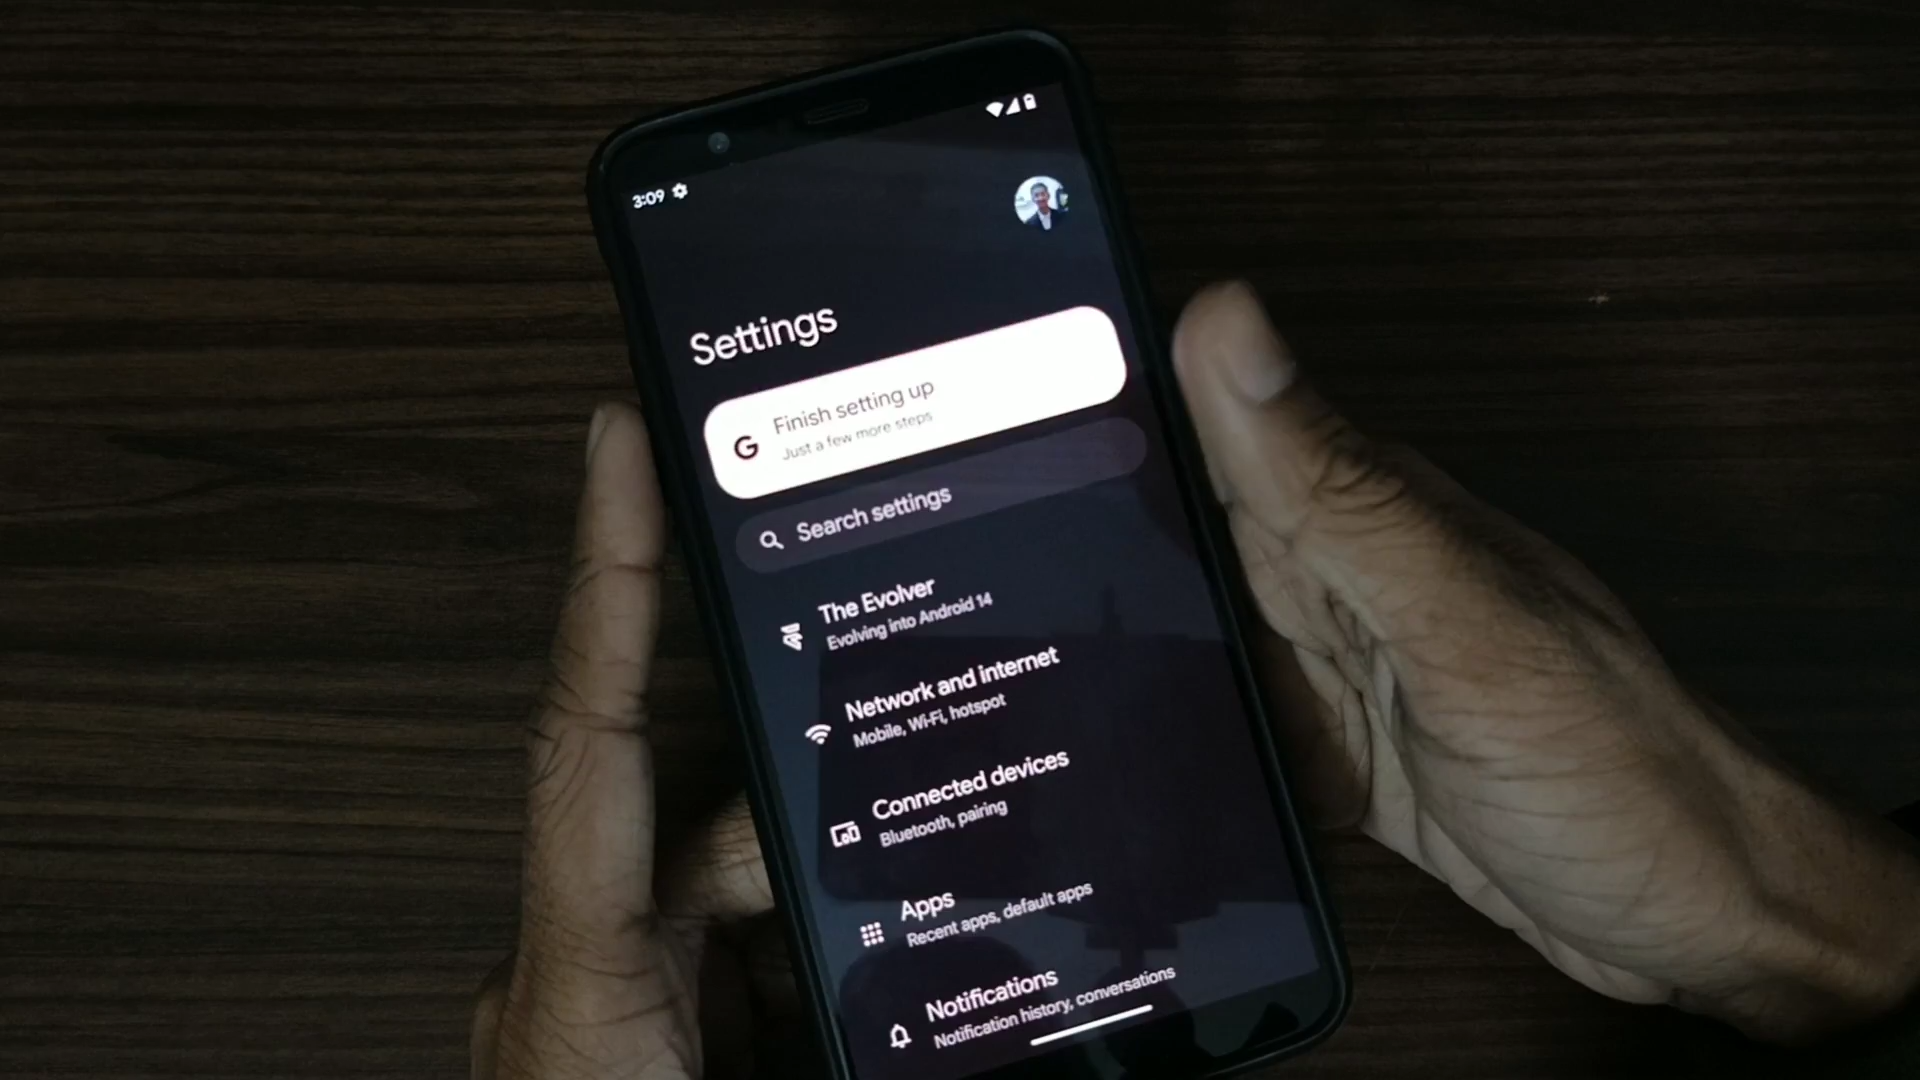 3:09
Settings
G
Finish setting up
Just a few more steps
Search settings
The Evolver
Evolving into Android 14
Network and internet
Mobile, Wi-Fi, hotspot
Connected devices
Bluetooth, pairing
Apps
Recent apps, default apps
Notifications
Notification history, conversations